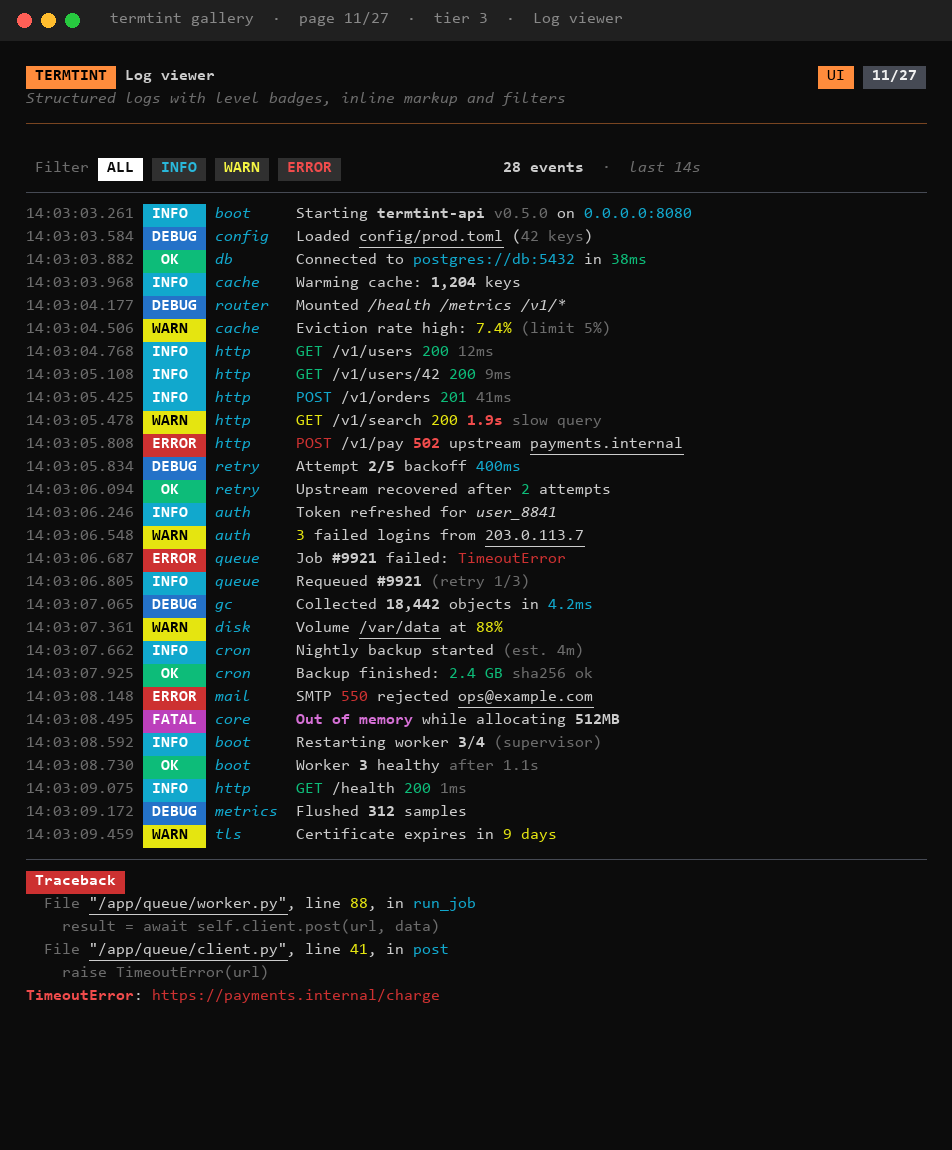 termtint gallery · page 11/27 · tier 3 · Log viewer
TERMTINT Log viewer UI 11/27
Structured logs with level badges, inline markup and filters
Filter ALL INFO WARN ERROR 28 events · last 14s
14:03:03.261 INFO boot Starting termtint-api v0.5.0 on 0.0.0.0:8080
14:03:03.584 DEBUG config Loaded config/prod.toml (42 keys)
14:03:03.882 OK db Connected to postgres://db:5432 in 38ms
14:03:03.968 INFO cache Warming cache: 1,204 keys
14:03:04.177 DEBUG router Mounted /health /metrics /v1/*
14:03:04.506 WARN cache Eviction rate high: 7.4% (limit 5%)
14:03:04.768 INFO http GET /v1/users 200 12ms
14:03:05.108 INFO http GET /v1/users/42 200 9ms
14:03:05.425 INFO http POST /v1/orders 201 41ms
14:03:05.478 WARN http GET /v1/search 200 1.9s slow query
14:03:05.808 ERROR http POST /v1/pay 502 upstream payments.internal
14:03:05.834 DEBUG retry Attempt 2/5 backoff 400ms
14:03:06.094 OK retry Upstream recovered after 2 attempts
14:03:06.246 INFO auth Token refreshed for user_8841
14:03:06.548 WARN auth 3 failed logins from 203.0.113.7
14:03:06.687 ERROR queue Job #9921 failed: TimeoutError
14:03:06.805 INFO queue Requeued #9921 (retry 1/3)
14:03:07.065 DEBUG gc Collected 18,442 objects in 4.2ms
14:03:07.361 WARN disk Volume /var/data at 88%
14:03:07.662 INFO cron Nightly backup started (est. 4m)
14:03:07.925 OK cron Backup finished: 2.4 GB sha256 ok
14:03:08.148 ERROR mail SMTP 550 rejected ops@example.com
14:03:08.495 FATAL core Out of memory while allocating 512MB
14:03:08.592 INFO boot Restarting worker 3/4 (supervisor)
14:03:08.730 OK boot Worker 3 healthy after 1.1s
14:03:09.075 INFO http GET /health 200 1ms
14:03:09.172 DEBUG metrics Flushed 312 samples
14:03:09.459 WARN tls Certificate expires in 9 days
Traceback
File "/app/queue/worker.py", line 88, in run_job
result = await self.client.post(url, data)
File "/app/queue/client.py", line 41, in post
raise TimeoutError(url)
TimeoutError: https://payments.internal/charge